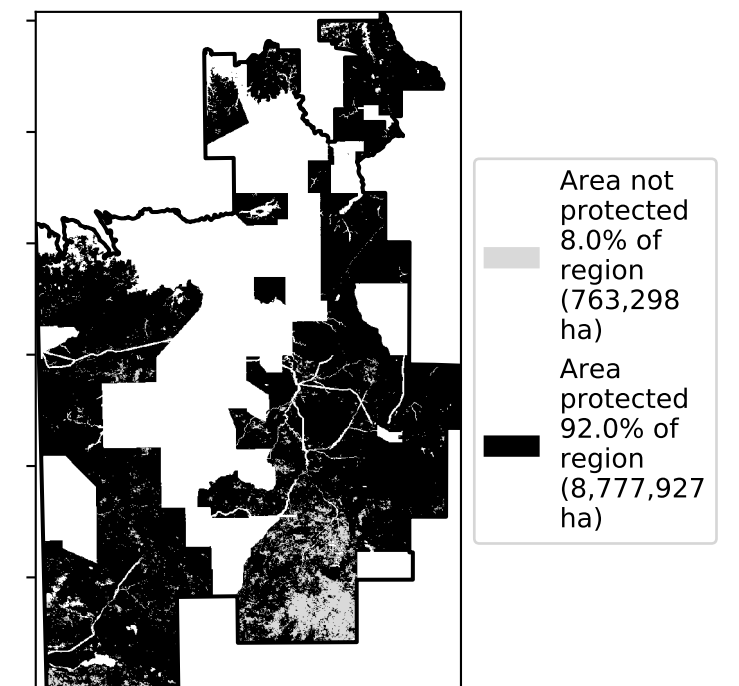 Area not
protected
8.0% of
region
(763,298
ha)
Area
protected
92.0% of
region
(8,777,927
ha)